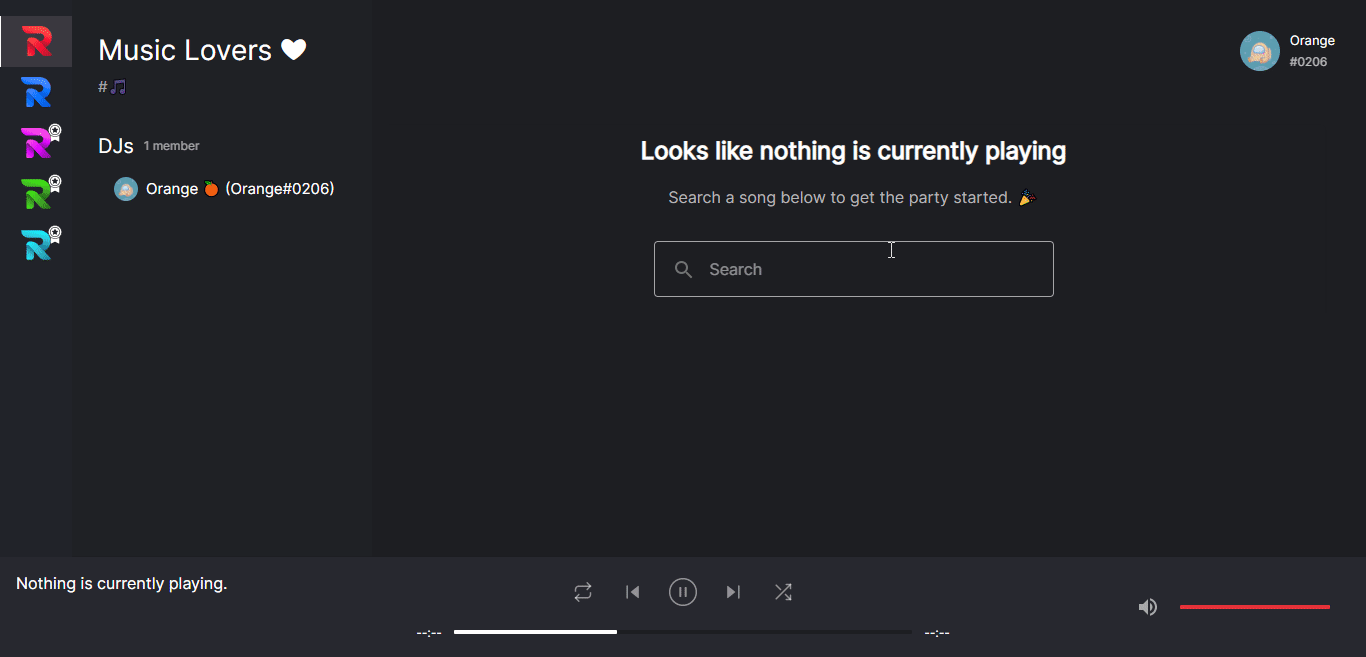 Music Lovers 🤍
#🎵
DJs 1 member
Orange 🍊 (Orange#0206)
Orange
#0206
Looks like nothing is currently playing
Search a song below to get the party started. 🎉
Search
Nothing is currently playing.
--:-- --:--